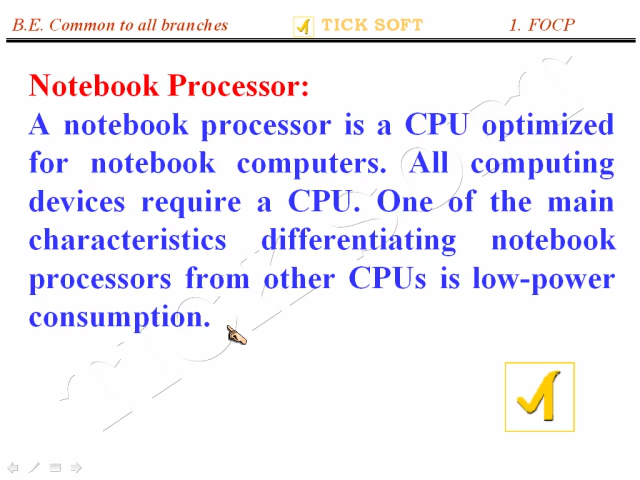 B.E. Common to all branches TICK SOFT 1. FOCP
Notebook Processor:
A notebook processor is a CPU optimized
for notebook computers. All computing
devices require a CPU. One of the main
characteristics differentiating notebook
processors from other CPUs is low-power
consumption.